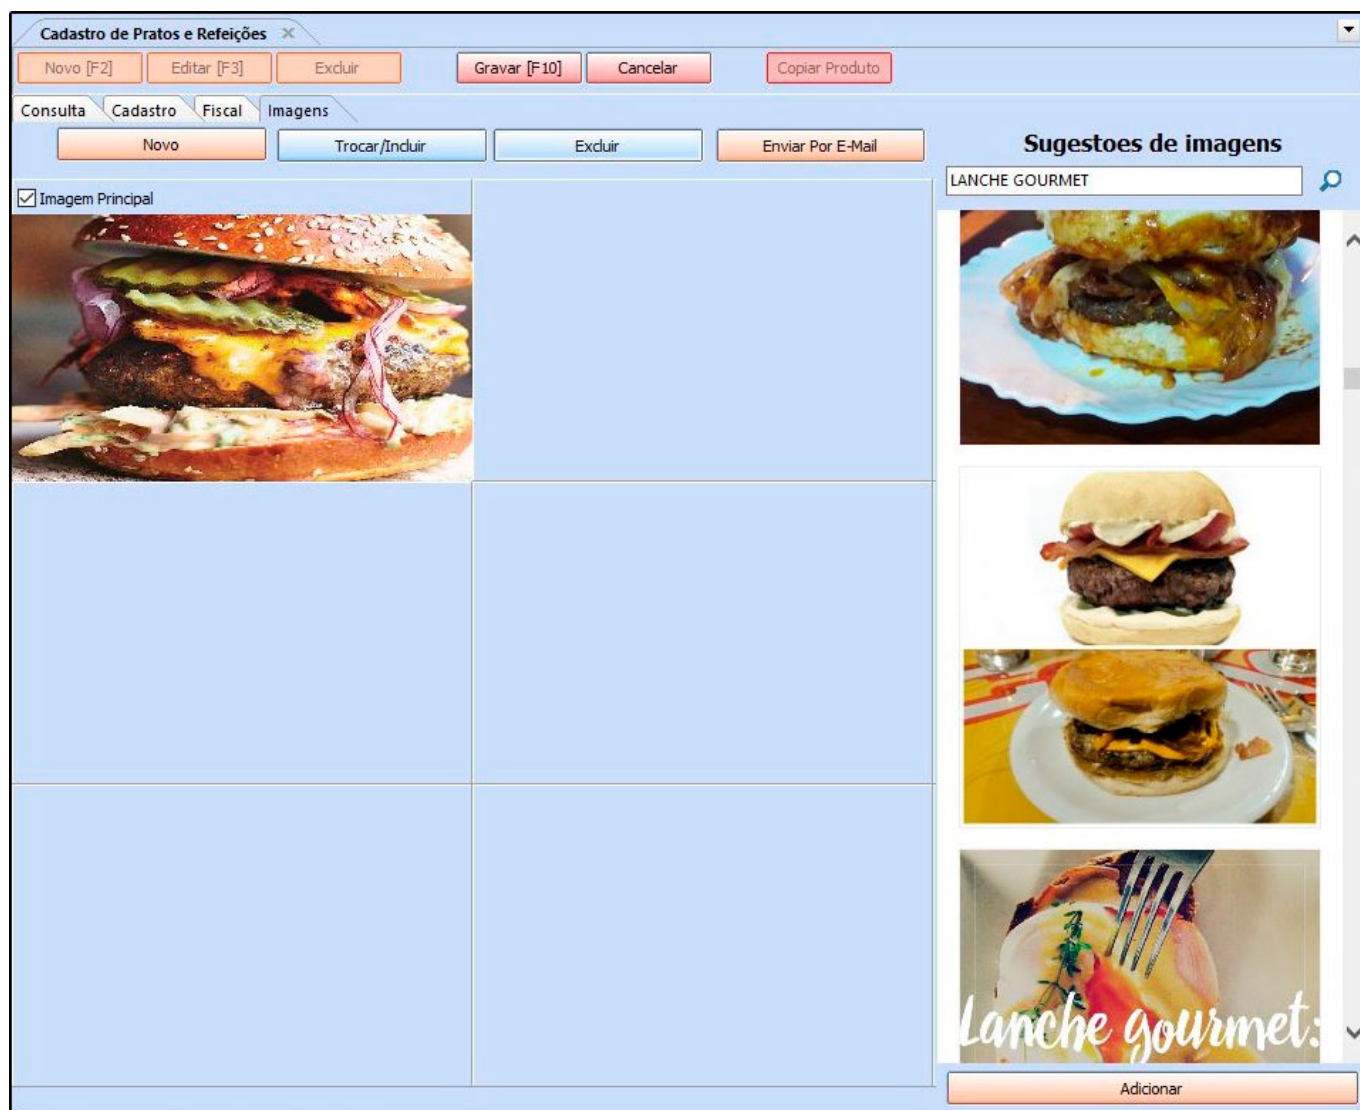 Cadastro de Pratos e Refeições
Novo [F2] Editar [F3] Excluir Gravar [F10] Cancelar Copiar Produto
Consulta Cadastro Fiscal Imagens
Novo Trocar/Incluir Excluir Enviar Por E-Mail
Sugestoes de imagens
LANCHE GOURMET
Imagem Principal
Lanche gourmet:
Adicionar